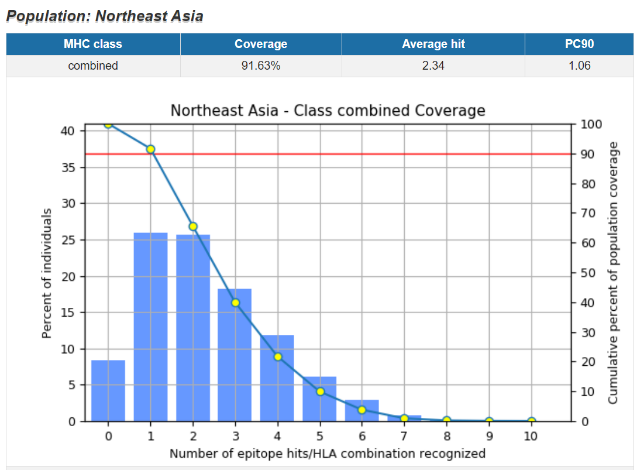 Population: Northeast Asia
MHC class Coverage Average hit PC90
combined 91.63% 2.34 1.06
Northeast Asia - Class combined Coverage
40 100
35 90
30 80
25 70
20 60
15 50
10 40
5 30
0 20
10
0
Percent of individuals
Cumulative percent of population coverage
0 1 2 3 4 5 6 7 8 9 10
Number of epitope hits/HLA combination recognized